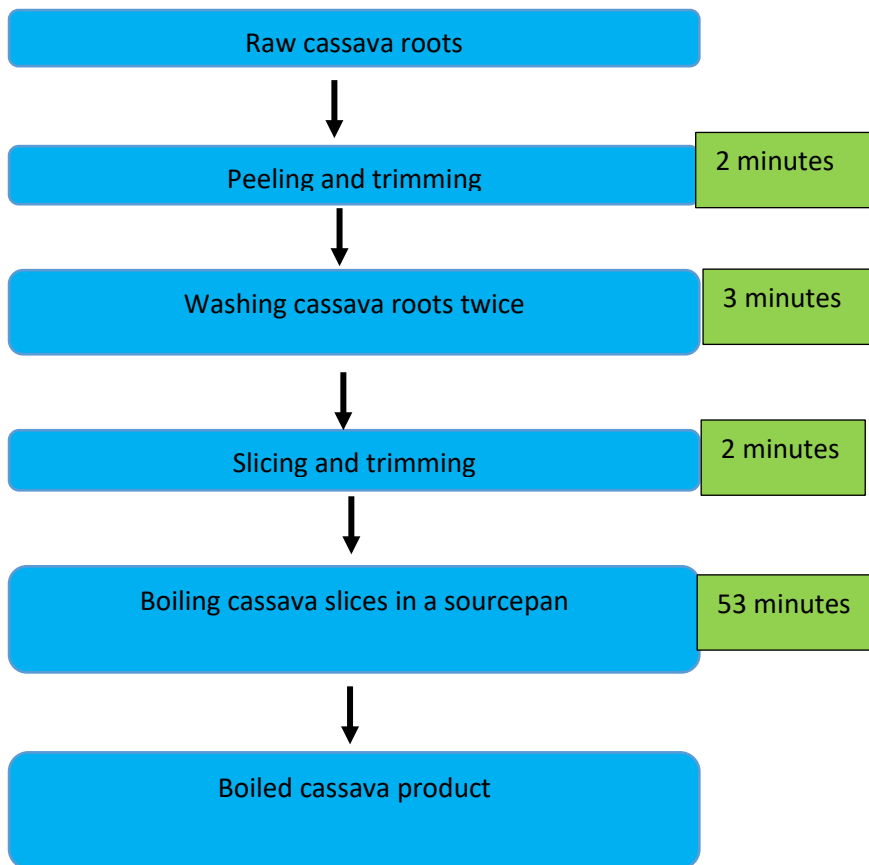 Raw cassava roots
Peeling and trimming
2 minutes
Washing cassava roots twice
3 minutes
Slicing and trimming
2 minutes
Boiling cassava slices in a sourcepan
53 minutes
Boiled cassava product